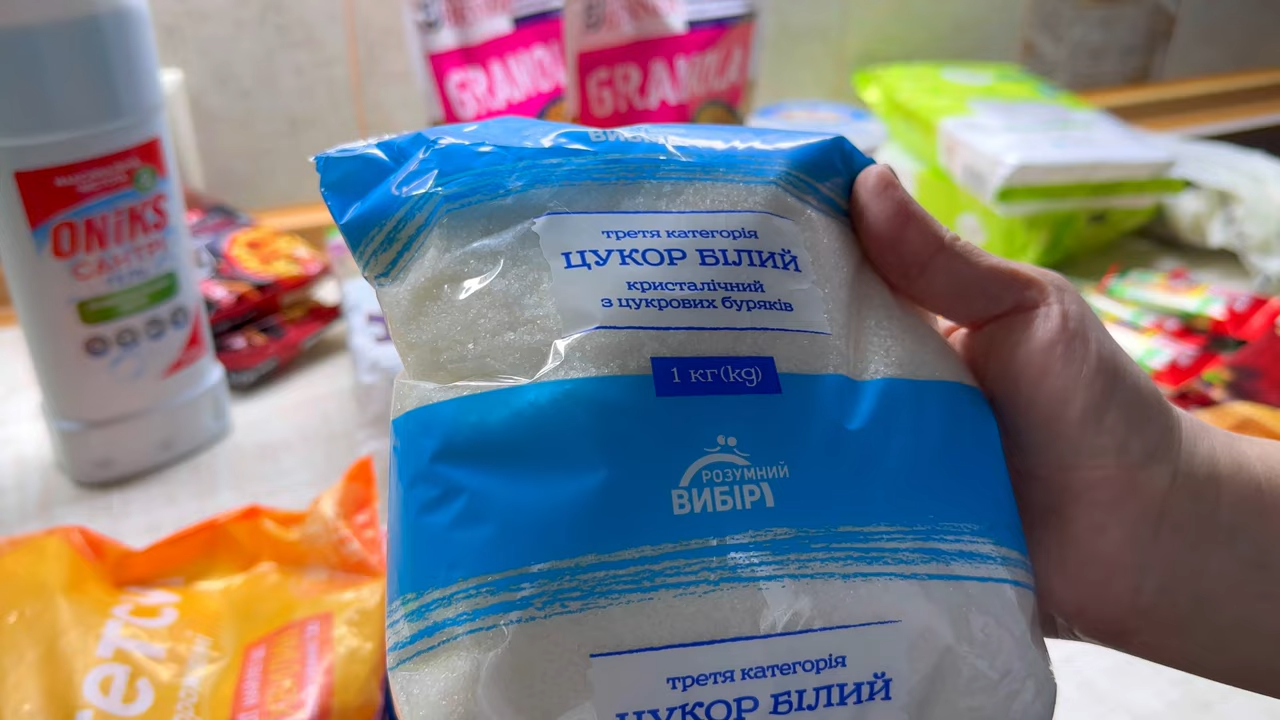 GRANOLA
GRANOLA
ONiKS
САНТРІ
третя категорія
ЦУКОР БІЛИЙ
кристалічний
з цукрових буряків
1 кг(kg)
РОЗУМНИЙ
ВИБІР
третя категорія
ЦУКОР БІЛИЙ